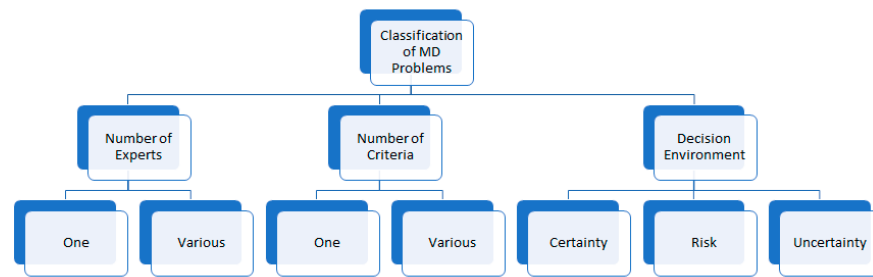 Classification
of MD
Problems
Number of
Experts
Number of
Criteria
Decision
Environment
One
Various
One
Various
Certainty
Risk
Uncertainty